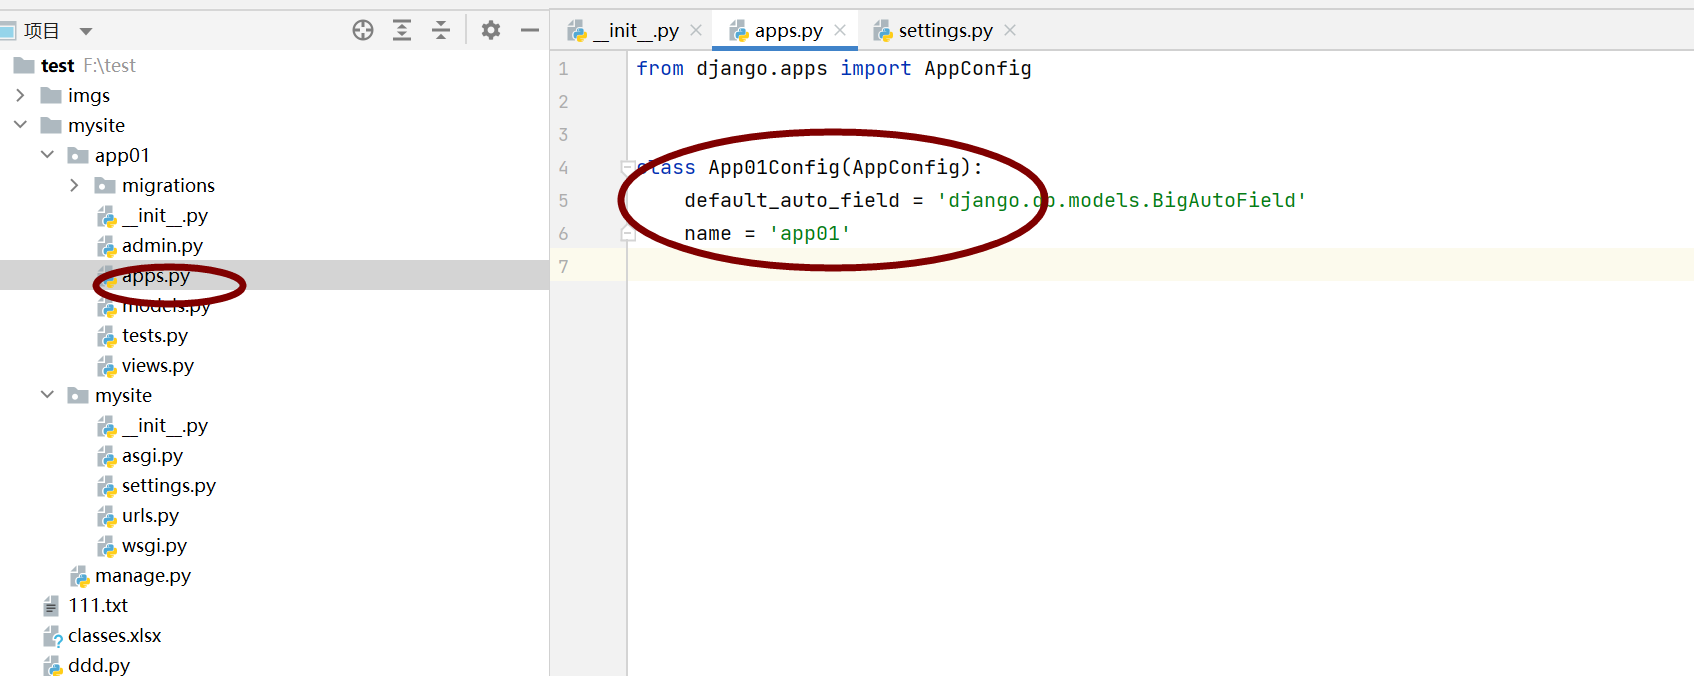 项目
test F:\test
imgs
mysite
app01
migrations
__init__.py
admin.py
apps.py
models.py
tests.py
views.py
mysite
__init__.py
asgi.py
settings.py
urls.py
wsgi.py
manage.py
111.txt
classes.xlsx
ddd.py
__init__.py apps.py settings.py
1 from django.apps import AppConfig
2
3
4 class App01Config(AppConfig):
5 default_auto_field = 'django.db.models.BigAutoField'
6 name = 'app01'
7